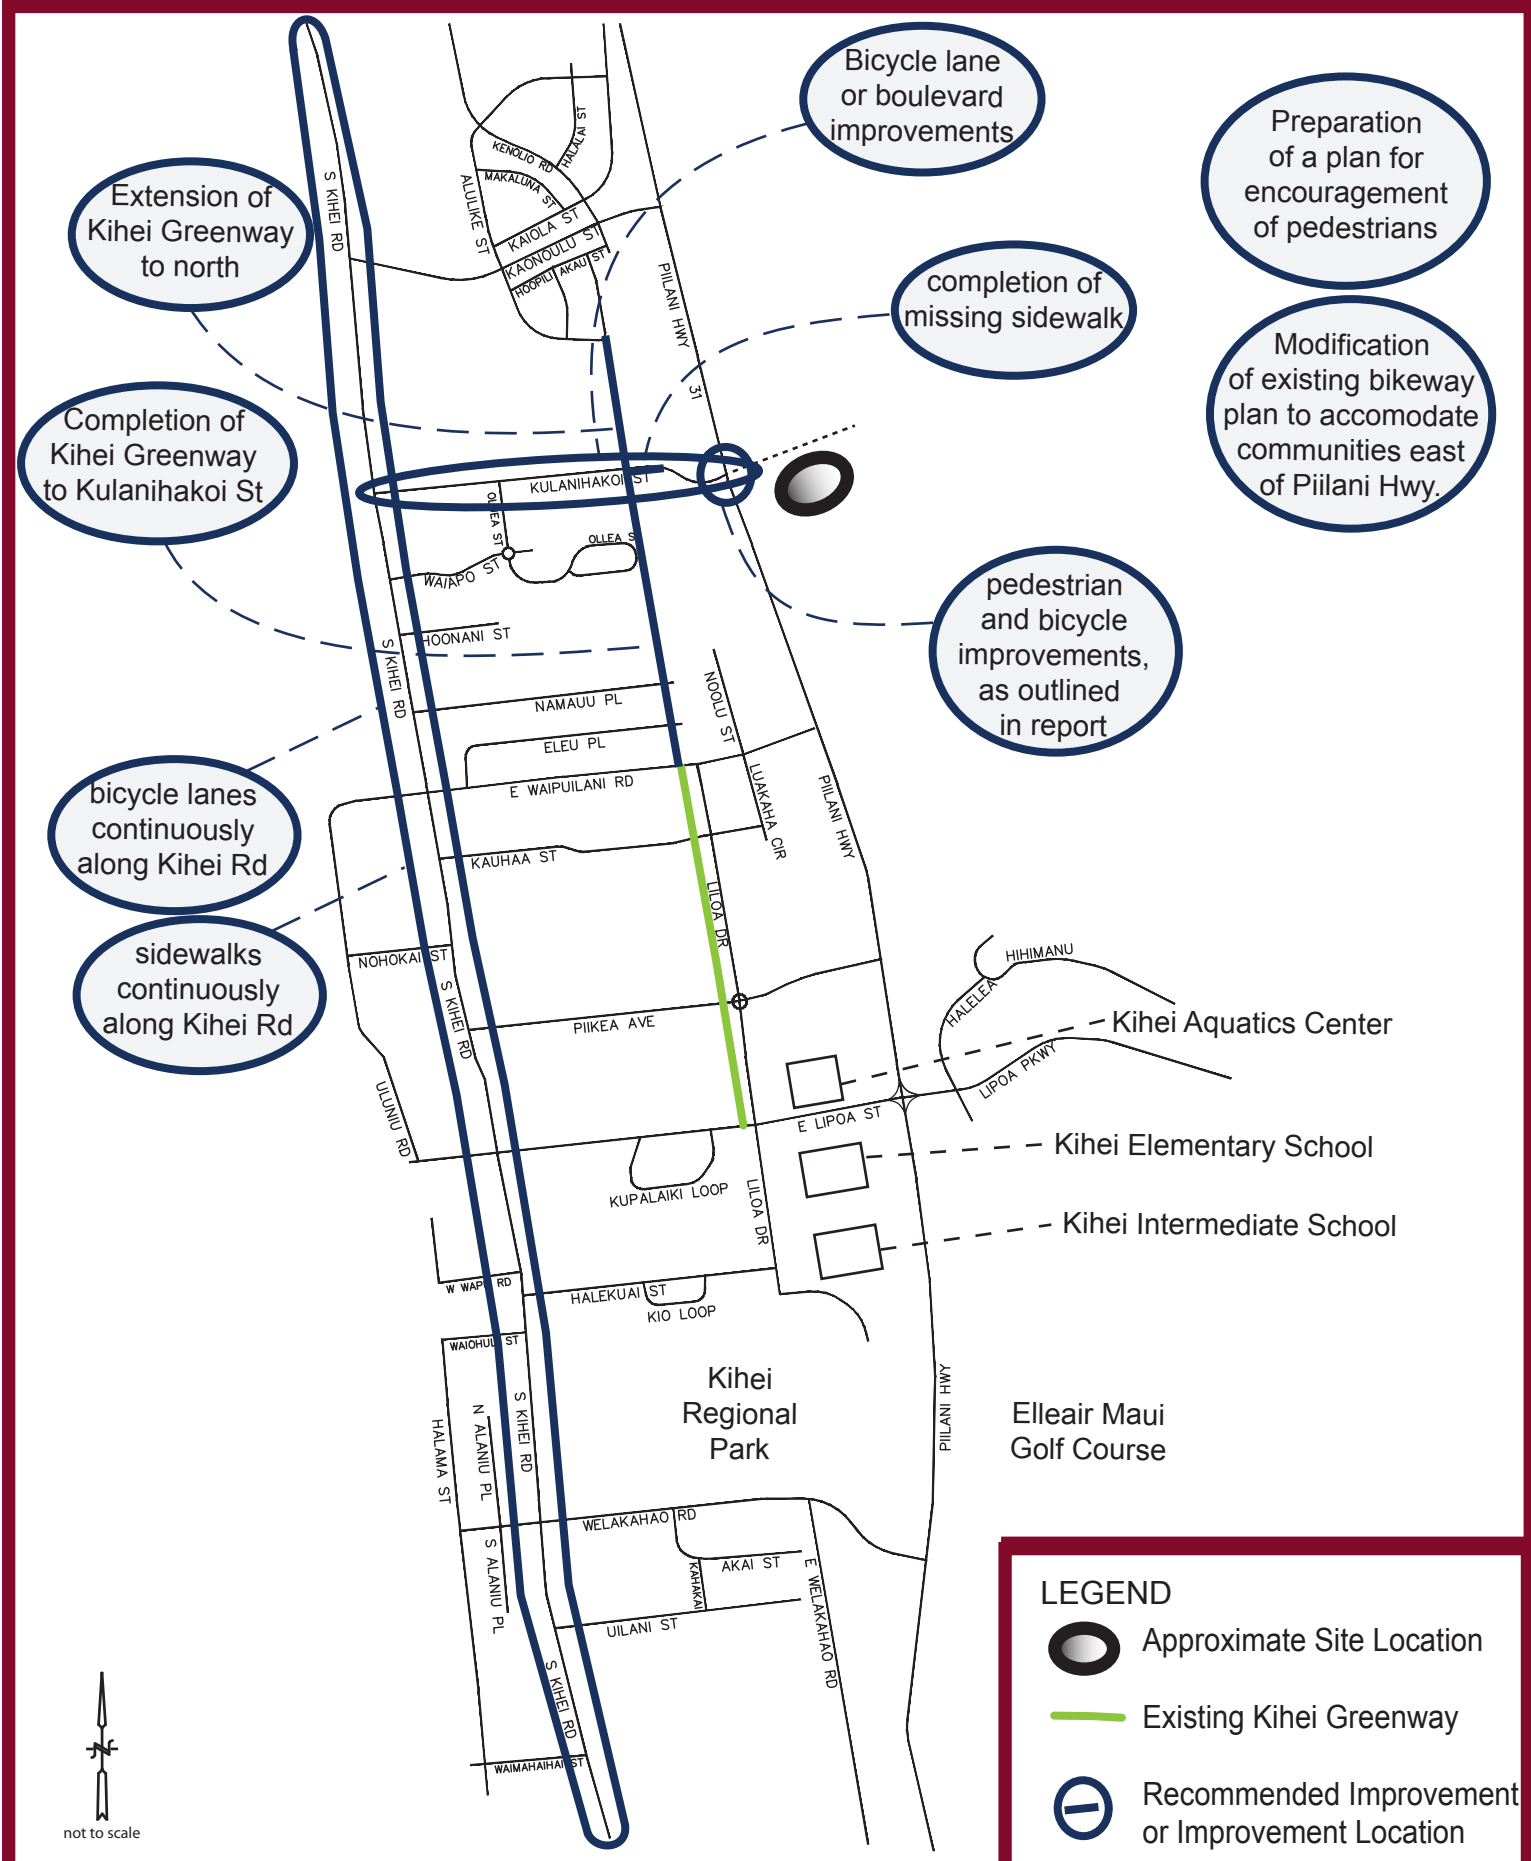 Bicycle lane
or boulevard
improvements
Preparation
of a plan for
encouragement
of pedestrians
Extension of
Kihei Greenway
to north
completion of
missing sidewalk
Modification
of existing bikeway
plan to accomodate
communities east
of Piilani Hwy.
Completion of
Kihei Greenway
to Kulanihakoi St
pedestrian
and bicycle
improvements,
as outlined
in report
bicycle lanes
continuously
along Kihei Rd
sidewalks
continuously
along Kihei Rd
S KIHEI RD
ALULIKE ST
KENOLIO RD
HALALAI ST
MAKALUNA ST
KAIOLA ST
KAONOULU ST
HOOPILI AKAU ST
PIILANI HWY
31
KULANIHAKOI ST
OLLEA ST
OLLEA S
WAIAPO ST
HOONANI ST
S KIHEI RD
NAMAUU PL
NOOLU ST
ELEU PL
E WAIPUILANI RD
LUAKAHA CIR
PIILANI HWY
KAUHAA ST
LILOA DR
NOHOKAI ST
S KIHEI RD
PIIKEA AVE
HIHIMANU
HALELEA
LIPOA PKWY
Kihei Aquatics Center
ULUNIU RD
E LIPOA ST
Kihei Elementary School
KUPALAIKI LOOP
LILOA DR
Kihei Intermediate School
HALEKUAI ST
KIO LOOP
RD
ST
S KIHEI RD
N ALANIU PL
HALAMA ST
Kihei
Regional
Park
PIILANI HWY
Elleair Maui
Golf Course
WELAKAHAO RD
S ALANIU PL
KAHAKAI
AKAI ST
E WELAKAHAO RD
UILANI ST
S KIHEI RD
WAIMAHAIHAI ST
not to scale
LEGEND
Approximate Site Location
Existing Kihei Greenway
Recommended Improvement
or Improvement Location